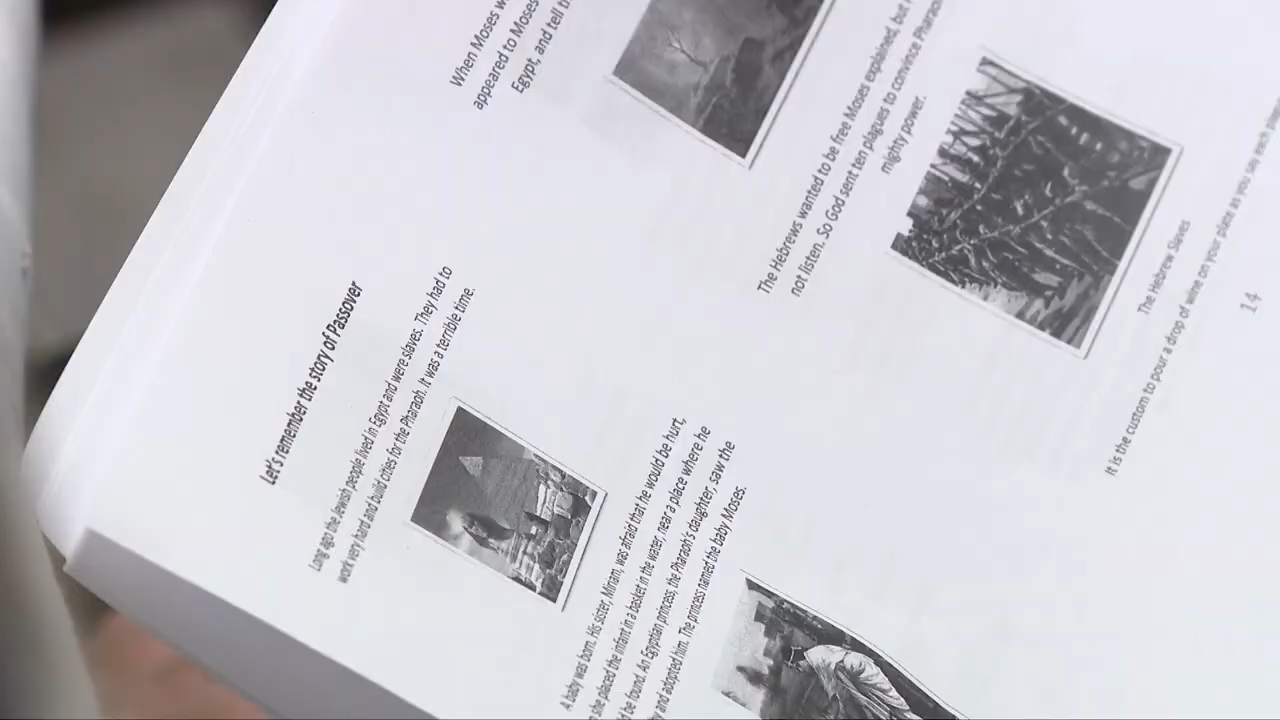 Let's remember the story of Passover
Long ago the Jewish people lived in Egypt and were slaves. They had to
work very hard and build cities for the Pharaoh. It was a terrible time.
A baby was born. His sister, Miriam, was afraid that he would be hurt,
she placed the infant in a basket in the water, near a place where he
be found. An Egyptian princess, the Pharaoh's daughter, saw the
and adopted him. The princess named the baby Moses.
When Moses
appeared to Moses
Egypt, and tell
The Hebrews wanted to be free Moses explained, but
not listen. So God sent ten plagues to convince Pharaoh
mighty power.
The Hebrew Slaves
It is the custom to pour a drop of wine on your plate as you say each
14